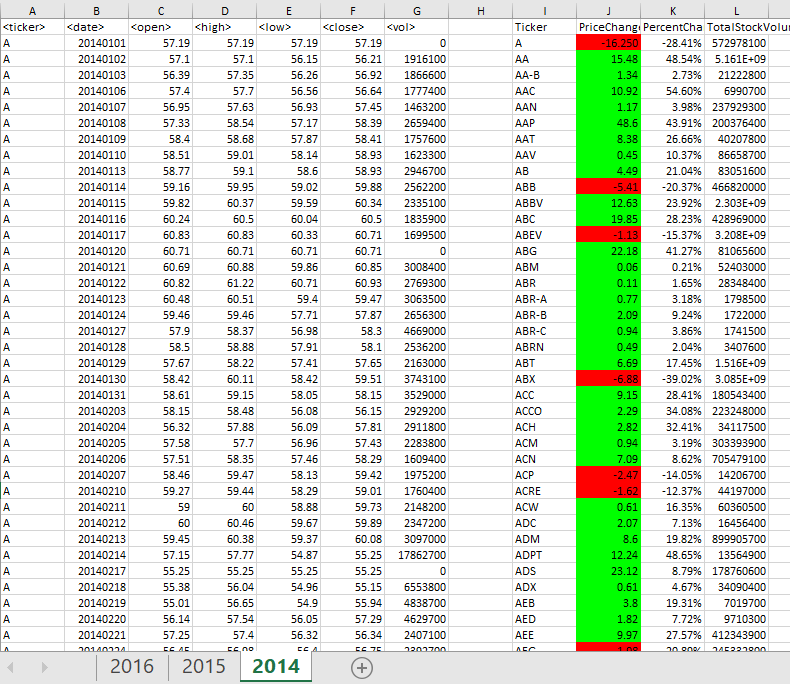 A B C D E F G H I J K L
<ticker> <date> <open> <high> <low> <close> <vol> Ticker PriceChange PercentCha TotalStockVolu
A 20140101 57.19 57.19 57.19 57.19 0 A -16.250 -28.41% 572978100
A 20140102 57.1 57.1 56.15 56.21 1916100 AA 15.48 48.54% 5.161E+09
A 20140103 56.39 57.35 56.26 56.92 1866600 AA-B 1.34 2.73% 21222800
A 20140106 57.4 57.7 56.56 56.64 1777400 AAC 10.92 54.60% 6990700
A 20140107 56.95 57.63 56.93 57.45 1463200 AAN 1.17 3.98% 237929300
A 20140108 57.33 58.54 57.17 58.39 2659400 AAP 48.6 43.91% 200376400
A 20140109 58.4 58.68 57.87 58.41 1757600 AAT 8.38 26.66% 40207800
A 20140110 58.51 59.01 58.14 58.93 1623300 AAV 0.45 10.37% 86658700
A 20140113 58.77 59.1 58.6 58.93 2946700 AB 4.49 21.04% 83051600
A 20140114 59.16 59.95 59.02 59.88 2562200 ABB -5.41 -20.37% 466820000
A 20140115 59.82 60.37 59.59 60.34 2335100 ABBV 12.63 23.92% 2.303E+09
A 20140116 60.24 60.5 60.04 60.5 1835900 ABC 19.85 28.23% 428969000
A 20140117 60.83 60.83 60.33 60.71 1699500 ABEV -1.13 -15.37% 3.208E+09
A 20140120 60.71 60.71 60.71 60.71 0 ABG 22.18 41.27% 81065600
A 20140121 60.69 60.88 59.86 60.85 3008400 ABM 0.06 0.21% 52403000
A 20140122 60.82 61.22 60.71 60.93 2769300 ABR 0.11 1.65% 28348400
A 20140123 60.48 60.51 59.4 59.47 3063500 ABR-A 0.77 3.18% 1798500
A 20140124 59.46 59.46 57.71 57.87 2656300 ABR-B 2.09 9.24% 1722000
A 20140127 57.9 58.37 56.98 58.3 4669000 ABR-C 0.94 3.86% 1741500
A 20140128 58.5 58.88 57.91 58.1 2536200 ABRN 0.49 2.04% 3407600
A 20140129 57.67 58.22 57.41 57.65 2163000 ABT 6.69 17.45% 1.516E+09
A 20140130 58.42 60.11 58.42 59.51 3743100 ABX -6.88 -39.02% 3.085E+09
A 20140131 58.61 59.15 58.05 58.15 3529000 ACC 9.15 28.41% 180543400
A 20140203 58.15 58.48 56.08 56.15 2929200 ACCO 2.29 34.08% 223248000
A 20140204 56.32 57.88 56.09 57.81 2911800 ACH 2.82 32.41% 34117500
A 20140205 57.58 57.7 56.96 57.43 2283800 ACM 0.94 3.19% 303393900
A 20140206 57.51 58.35 57.46 58.29 1609400 ACN 7.09 8.62% 705479100
A 20140207 58.46 59.47 58.13 59.42 1975200 ACP -2.47 -14.05% 14206700
A 20140210 59.27 59.44 58.29 59.01 1760400 ACRE -1.62 -12.37% 44197000
A 20140211 59 60 58.88 59.73 2148200 ACW 0.61 16.35% 60360500
A 20140212 60 60.46 59.67 59.89 2347200 ADC 2.07 7.13% 16456400
A 20140213 59.45 60.38 59.37 60.08 3097000 ADM 8.6 19.82% 899905700
A 20140214 57.15 57.77 54.87 55.25 17862700 ADPT 12.24 48.65% 13564900
A 20140217 55.25 55.25 55.25 55.25 0 ADS 23.12 8.79% 178760600
A 20140218 55.38 56.04 54.96 55.15 6553800 ADX 0.61 4.67% 34090400
A 20140219 55.01 56.65 54.9 55.94 4838700 AEB 3.8 19.31% 7019700
A 20140220 56.14 57.54 56.05 57.29 4629700 AED 1.82 7.72% 9710300
A 20140221 57.25 57.4 56.32 56.34 2407100 AEE 9.97 27.57% 412343900
2016 2015 2014